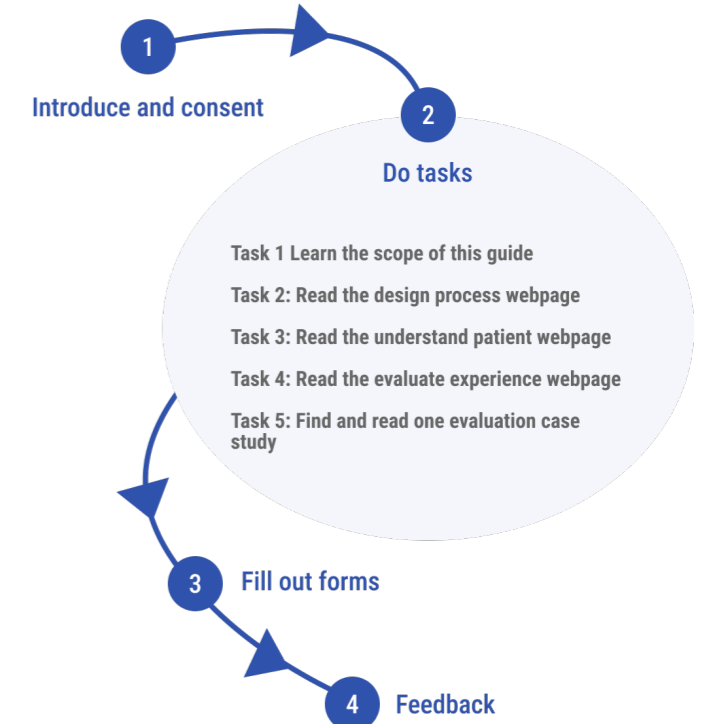 1
Introduce and consent
2
Do tasks
Task 1 Learn the scope of this guide
Task 2: Read the design process webpage
Task 3: Read the understand patient webpage
Task 4: Read the evaluate experience webpage
Task 5: Find and read one evaluation case
study
3
Fill out forms
4
Feedback